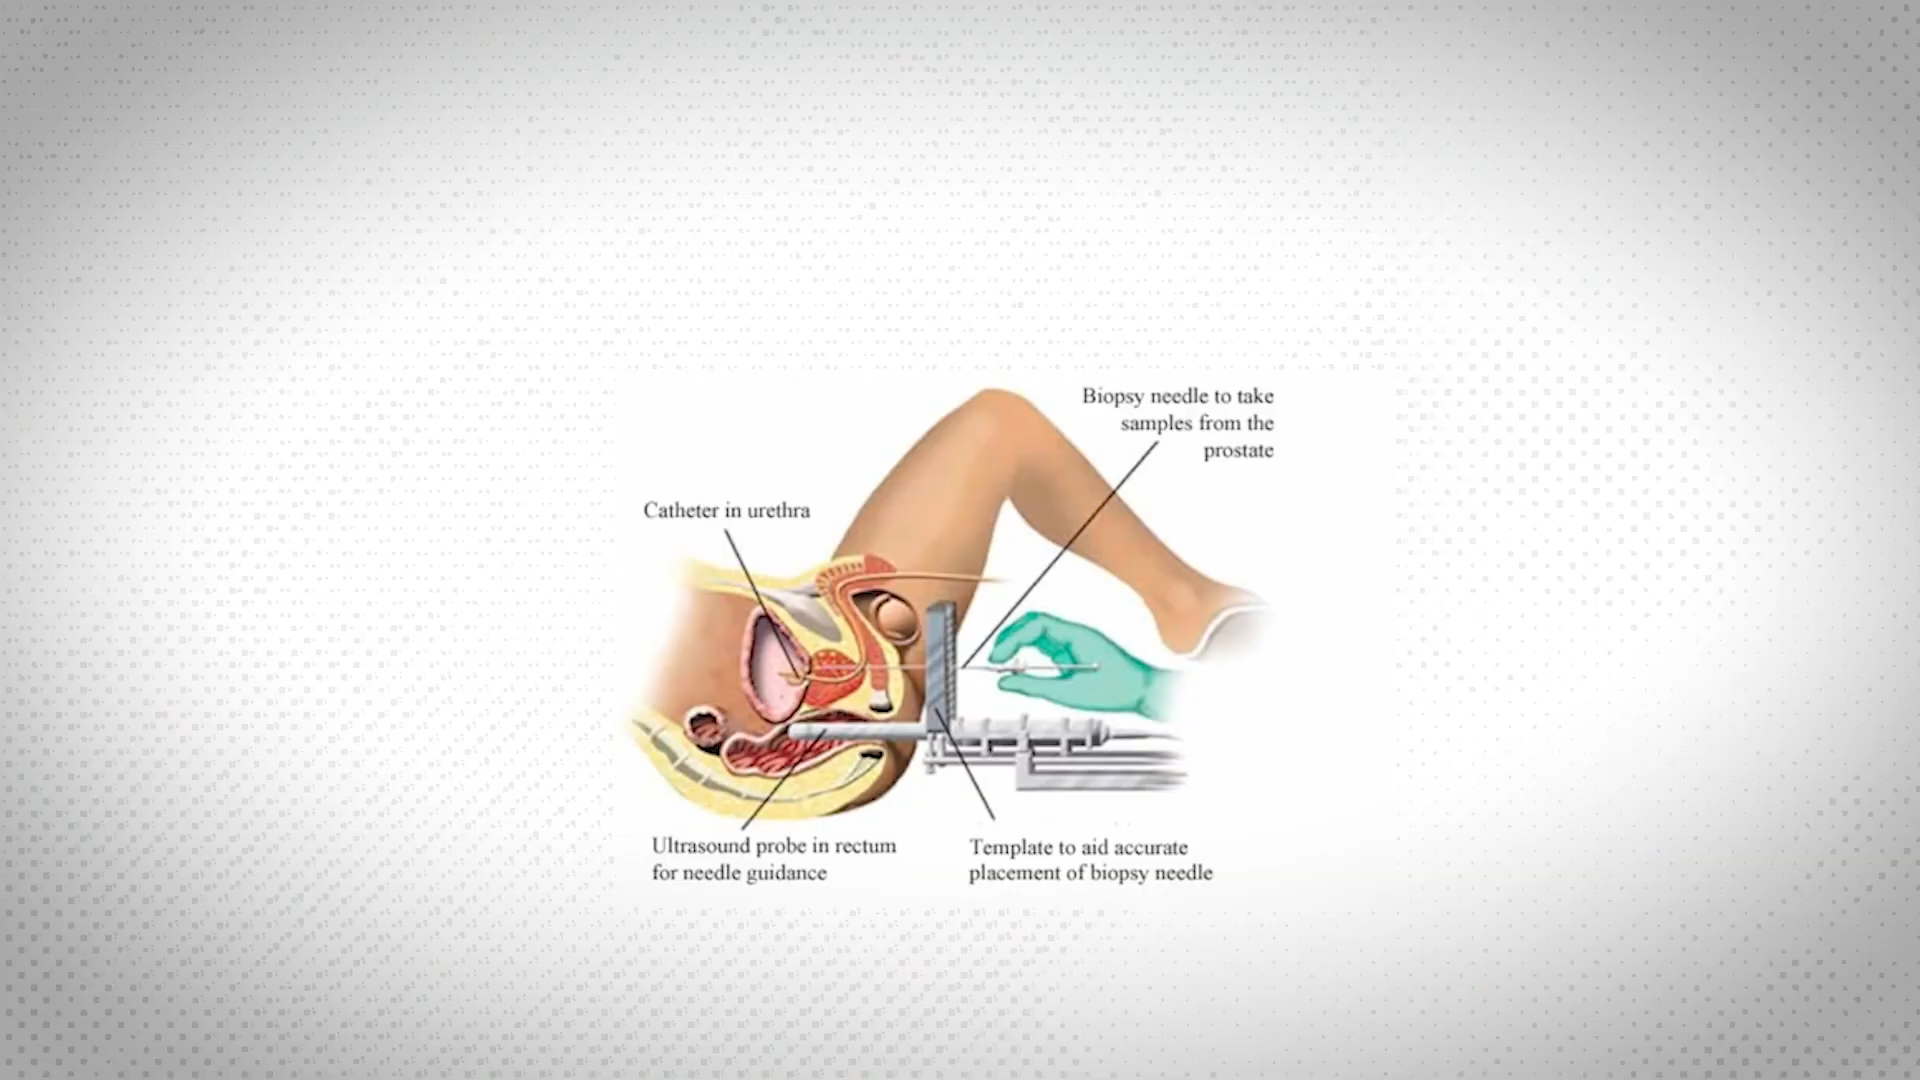 Biopsy needle to take
samples from the
prostate
Catheter in urethra
Ultrasound probe in rectum
for needle guidance
Template to aid accurate
placement of biopsy needle